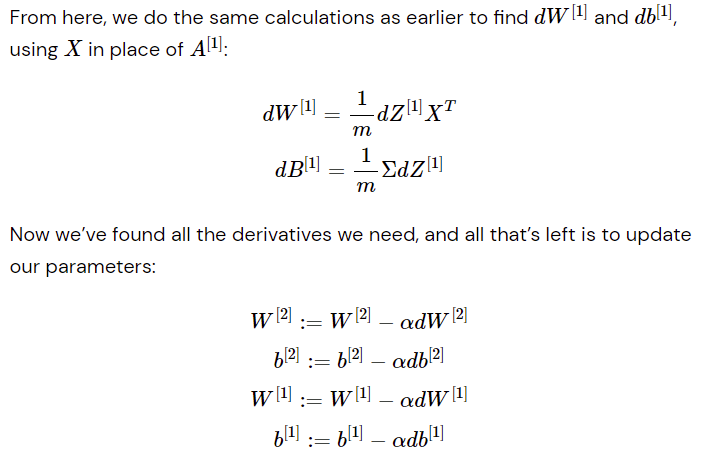 From here, we do the same calculations as earlier to find dW^[1] and db^[1],
using X in place of A^[1]:
dW^[1] = 1/m dZ^[1] X^T
dB^[1] = 1/m ΣdZ^[1]
Now we’ve found all the derivatives we need, and all that’s left is to update
our parameters:
W^[2] := W^[2] − αdW^[2]
b^[2] := b^[2] − αdb^[2]
W^[1] := W^[1] − αdW^[1]
b^[1] := b^[1] − αdb^[1]